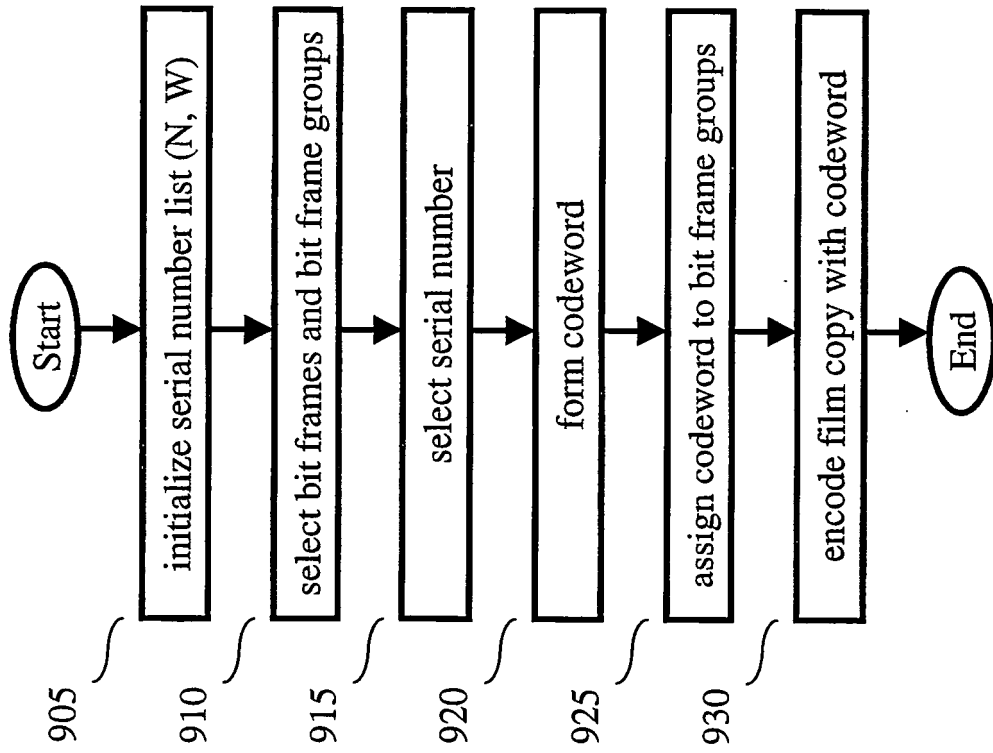 Start
905
initialize serial number list (N, W)
910
select bit frames and bit frame groups
915
select serial number
920
form codeword
925
assign codeword to bit frame groups
930
encode film copy with codeword
End